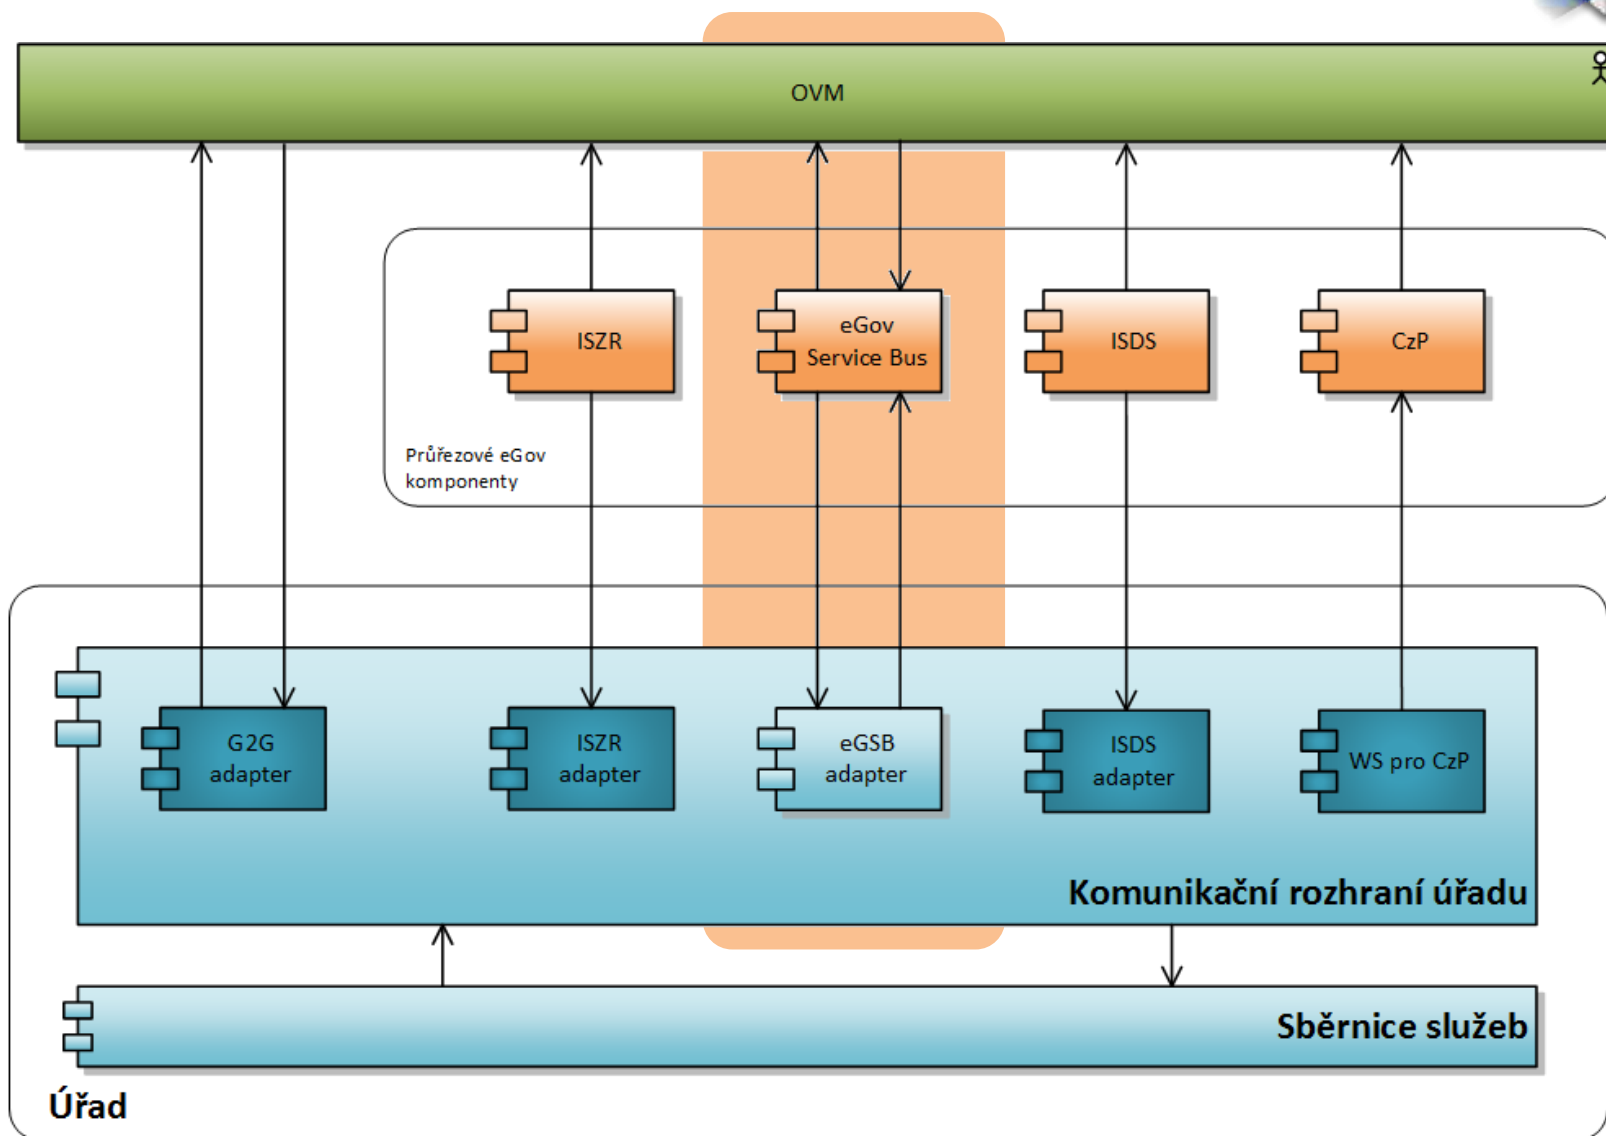 OVM
ISZR
eGov
Service Bus
ISDS
CzP
Průřezové eGov
komponenty
G2G
adapter
ISZR
adapter
eGSB
adapter
ISDS
adapter
WS pro CzP
Komunikační rozhraní úřadu
Sběrnice služeb
Úřad